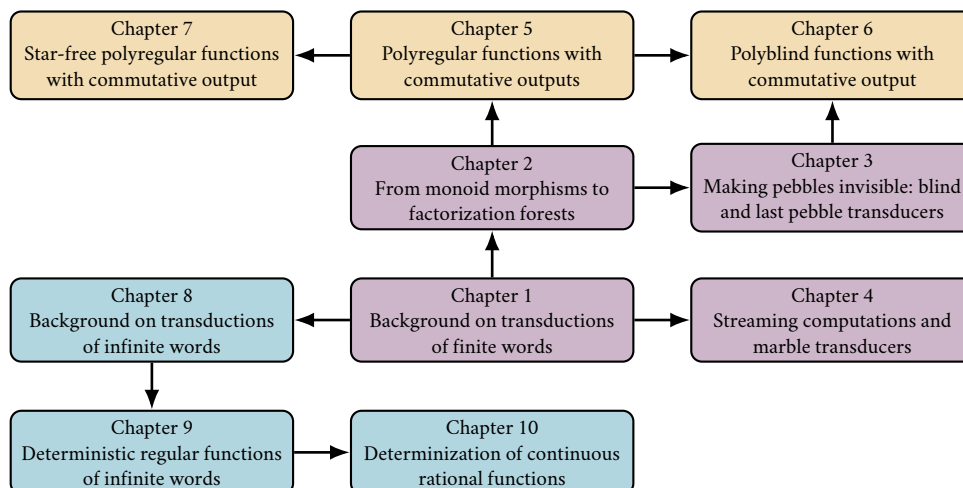 Chapter 7
Star-free polyregular functions
with commutative output
Chapter 5
Polyregular functions with
commutative outputs
Chapter 6
Polyblind functions with
commutative output
Chapter 2
From monoid morphisms to
factorization forests
Chapter 3
Making pebbles invisible: blind
and last pebble transducers
Chapter 8
Background on transductions
of infinite words
Chapter 1
Background on transductions
of finite words
Chapter 4
Streaming computations and
marble transducers
Chapter 9
Deterministic regular functions
of infinite words
Chapter 10
Determinization of continuous
rational functions